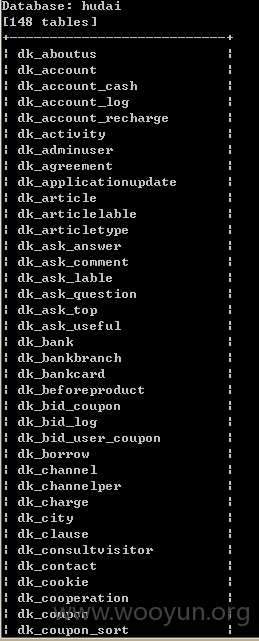 Database: hudai
[148 tables]
+---------------------------+
| dk_aboutus |
| dk_account |
| dk_account_cash |
| dk_account_log |
| dk_account_recharge |
| dk_activity |
| dk_adminuser |
| dk_agreement |
| dk_applicationupdate |
| dk_article |
| dk_articlelable |
| dk_articletype |
| dk_ask_answer |
| dk_ask_comment |
| dk_ask_lable |
| dk_ask_question |
| dk_ask_top |
| dk_ask_useful |
| dk_bank |
| dk_bankbranch |
| dk_bankcard |
| dk_beforeproduct |
| dk_bid_coupon |
| dk_bid_log |
| dk_bid_user_coupon |
| dk_borrow |
| dk_channel |
| dk_channelper |
| dk_charge |
| dk_city |
| dk_clause |
| dk_consultvisitor |
| dk_contact |
| dk_cookie |
| dk_cooperation |
| dk_coupon |
| dk_coupon_sort |
www.wooyun.org